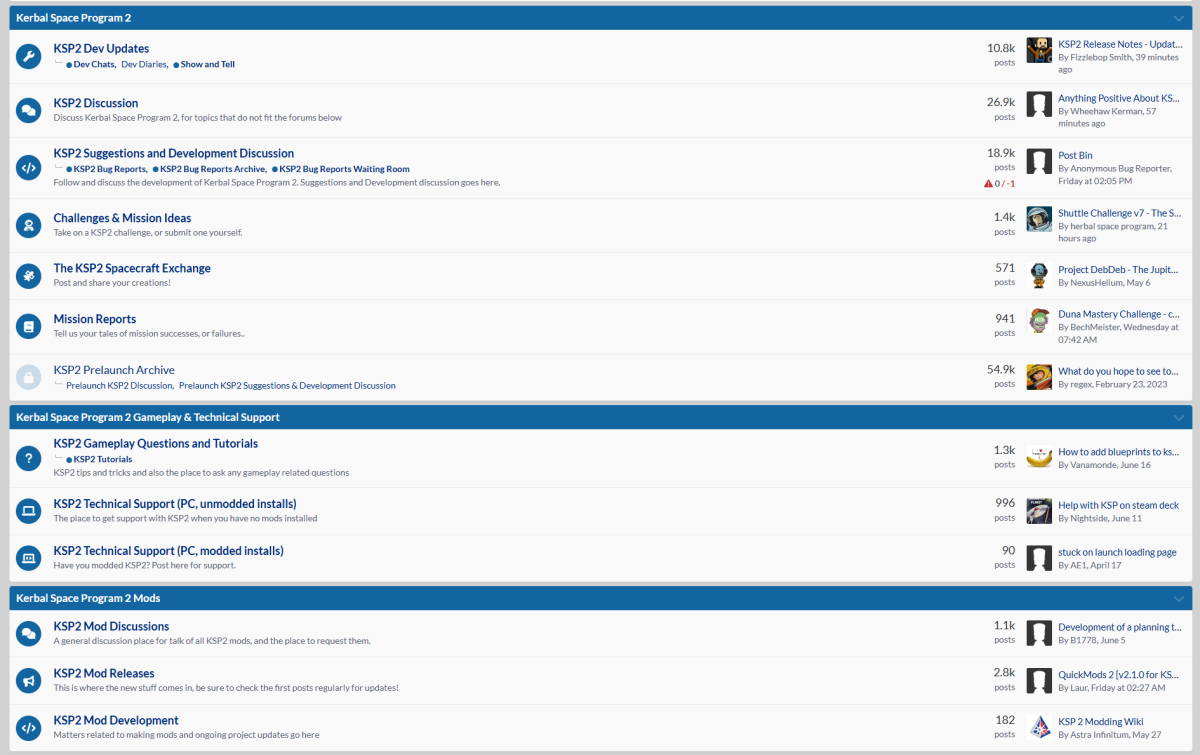 Kerbal Space Program 2
KSP2 Dev Updates
Dev Chats, Dev Diaries, Show and Tell
10.8k
posts
KSP2 Release Notes - Updat...
By Fizzlebop Smith, 39 minutes
ago
KSP2 Discussion
Discuss Kerbal Space Program 2, for topics that do not fit the forums below
26.9k
posts
Anything Positive About KS...
By Wheehaw Kerman, 57
minutes ago
KSP2 Suggestions and Development Discussion
KSP2 Bug Reports, KSP2 Bug Reports Archive, KSP2 Bug Reports Waiting Room
Follow and discuss the development of Kerbal Space Program 2. Suggestions and Development discussion goes here.
18.9k
posts
0 / -1
Post Bin
By Anonymous Bug Reporter,
Friday at 02:05 PM
Challenges & Mission Ideas
Take on a KSP2 challenge, or submit one yourself.
1.4k
posts
Shuttle Challenge v7 - The S...
By herbal space program, 21
hours ago
The KSP2 Spacecraft Exchange
Post and share your creations!
571
posts
Project DebDeb - The Jupit...
By NexusHelium, May 6
Mission Reports
Tell us your tales of mission successes, or failures..
941
posts
Duna Mastery Challenge - c...
By BechMeister, Wednesday at
07:42 AM
KSP2 Prelaunch Archive
Prelaunch KSP2 Discussion, Prelaunch KSP2 Suggestions & Development Discussion
54.9k
posts
What do you hope to see to...
By regex, February 23, 2023
Kerbal Space Program 2 Gameplay & Technical Support
KSP2 Gameplay Questions and Tutorials
KSP2 Tutorials
KSP2 tips and tricks and also the place to ask any gameplay related questions
1.3k
posts
How to add blueprints to ks...
By Vanamonde, June 16
KSP2 Technical Support (PC, unmodded installs)
The place to get support with KSP2 when you have no mods installed
996
posts
Help with KSP on steam deck
By Nightside, June 11
KSP2 Technical Support (PC, modded installs)
Have you modded KSP2? Post here for support.
90
posts
stuck on launch loading page
By AE1, April 17
Kerbal Space Program 2 Mods
KSP2 Mod Discussions
A general discussion place for talk of all KSP2 mods, and the place to request them.
1.1k
posts
Development of a planning t...
By B1778, June 5
KSP2 Mod Releases
This is where the new stuff comes in, be sure to check the first posts regularly for updates!
2.8k
posts
QuickMods 2 [v2.1.0 for KS...
By Laur, Friday at 02:27 AM
KSP2 Mod Development
Matters related to making mods and ongoing project updates go here
182
posts
KSP 2 Modding Wiki
By Astra Infinitum, May 27